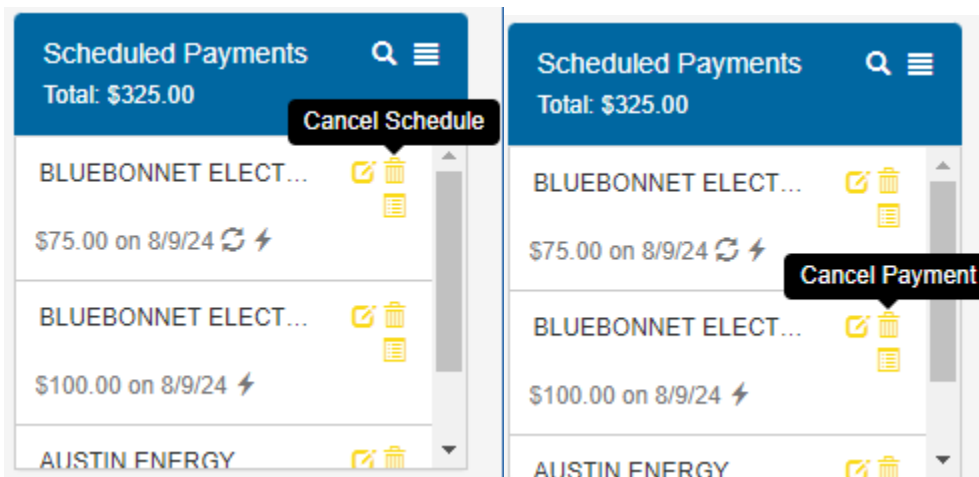 Scheduled Payments
Total: $325.00
Cancel Schedule
BLUEBONNET ELECT...
$75.00 on 8/9/24
BLUEBONNET ELECT...
$100.00 on 8/9/24
AUSTIN ENERGY
Scheduled Payments
Total: $325.00
BLUEBONNET ELECT...
$75.00 on 8/9/24
Cancel Payment
BLUEBONNET ELECT...
$100.00 on 8/9/24
AUSTIN ENERGY